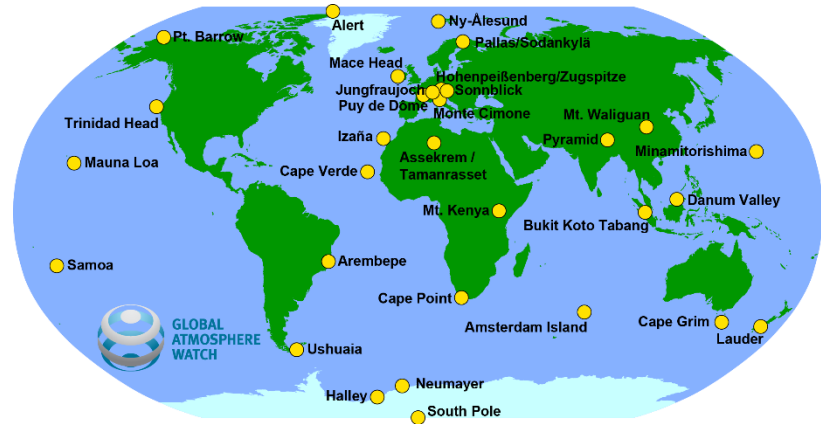 Alert
Ny-Ålesund
Pt. Barrow
Pallas/Sodankylä
Mace Head
Hohenpeißenberg/Zugspitze
Jungfraujoch
Sonnblick
Puy de Dôme
Monte Cimone
Trinidad Head
Mt. Waliguan
Izaña
Pyramid
Minamitorishima
Mauna Loa
Assekrem /
Tamanrasset
Cape Verde
Danum Valley
Mt. Kenya
Bukit Koto Tabang
Samoa
Arembepe
Cape Point
Amsterdam Island
Cape Grim
Lauder
GLOBAL
ATMOSPHERE
WATCH
Ushuaia
Neumayer
Halley
South Pole